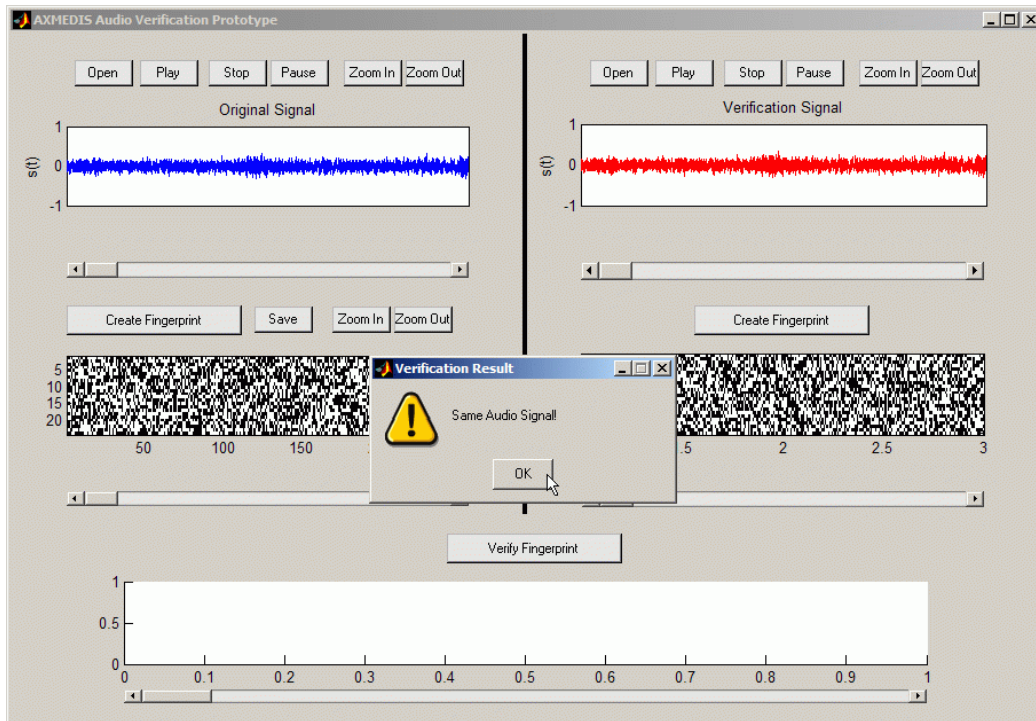 AXMEDIS Audio Verification Prototype
Open Play Stop Pause Zoom In Zoom Out
Original Signal
1
s(t) 0
-1
Create Fingerprint Save Zoom In Zoom Out
5
10
15
20
50 100 150
Open Play Stop Pause Zoom In Zoom Out
Verification Signal
1
s(t) 0
-1
Create Fingerprint
.5 2 2.5 3
Verification Result
Same Audio Signal!
OK
Verify Fingerprint
1
0.5
0
0 0.1 0.2 0.3 0.4 0.5 0.6 0.7 0.8 0.9 1